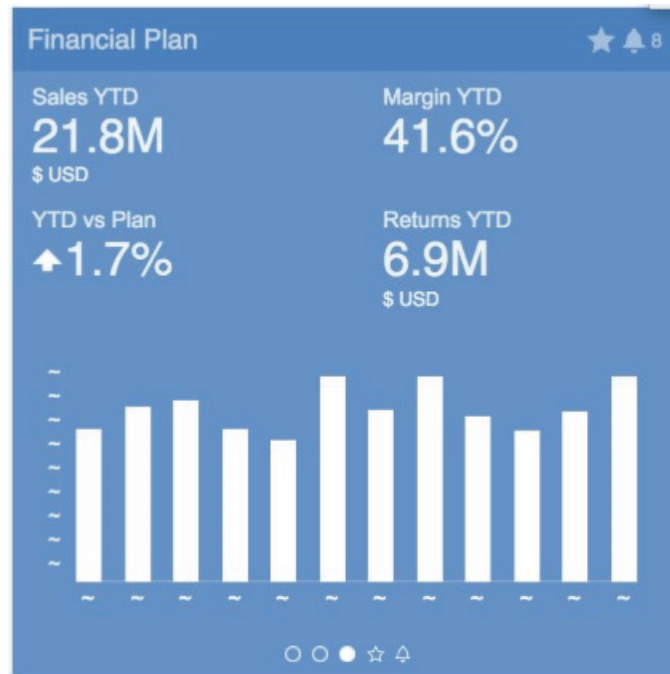 Financial Plan 8
Sales YTD
21.8M
$ USD
Margin YTD
41.6%
YTD vs Plan
1.7%
Returns YTD
6.9M
$ USD
~
~
~
~
~
~
~
~
~
~ ~ ~ ~ ~ ~ ~ ~ ~ ~ ~ ~